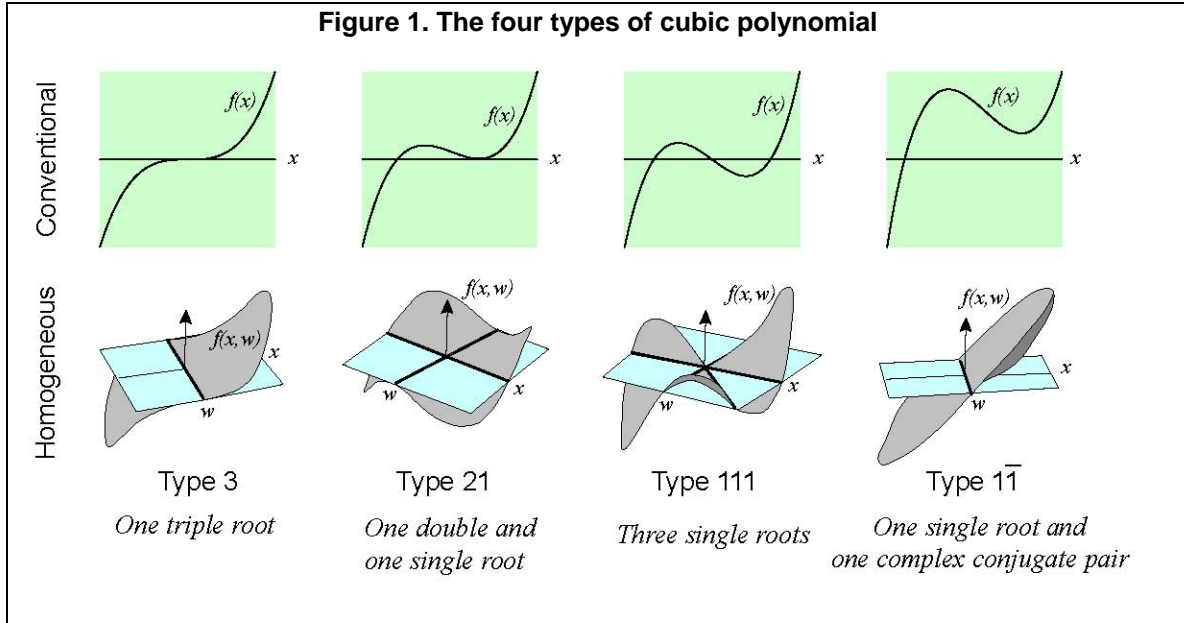 Figure 1. The four types of cubic polynomial
Conventional
f(x)
x
f(x)
x
f(x)
x
f(x)
x
Homogeneous
f(x,w)
x
w
f(x,w)
x
w
f(x,w)
x
w
f(x,w)
x
w
Type 3
Type 21
Type 111
Type 11̅
One triple root
One double and
one single root
Three single roots
One single root and
one complex conjugate pair